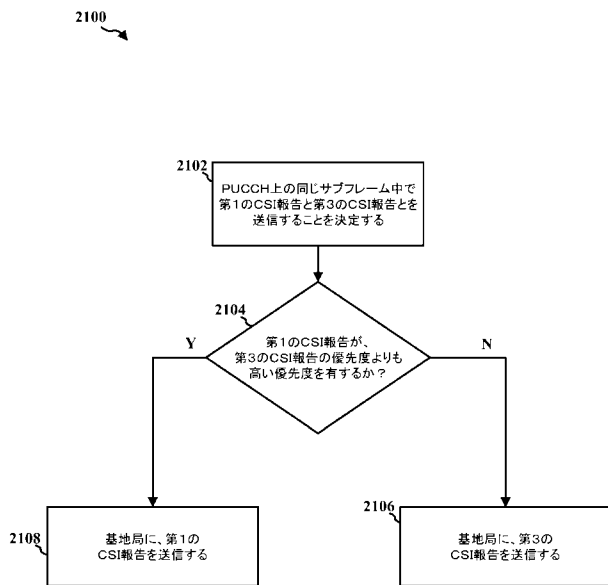 2100
2102
PUCCH上の同じサブフレーム中で
第1のCSI報告と第3のCSI報告とを
送信することを決定する
2104
第1のCSI報告が、
第3のCSI報告の優先度よりも
高い優先度を有するか?
Y
N
2108
基地局に、第1の
CSI報告を送信する
2106
基地局に、第3の
CSI報告を送信する